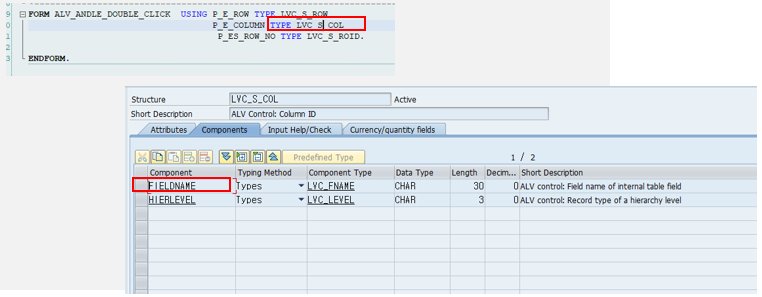 9 FORM ALV_ANDLE_DOUBLE_CLICK USING P_E_ROW TYPE LVC_S_ROW
0 P_E_COLUMN TYPE LVC_S_COL
1 P_ES_ROW_NO TYPE LVC_S_ROID.
2
3 ENDFORM.
Structure LVC_S_COL Active
Short Description ALV Control: Column ID
Attributes Components Input Help/Check Currency/quantity fields
Predefined Type 1 / 2
Component Typing Method Component Type Data Type Length Decim... Short Description
FIELDNAME Types LVC_FNAME CHAR 30 0 ALV control: Field name of internal table field
HIERLEVEL Types LVC_LEVEL CHAR 3 0 ALV control: Record type of a hierarchy level